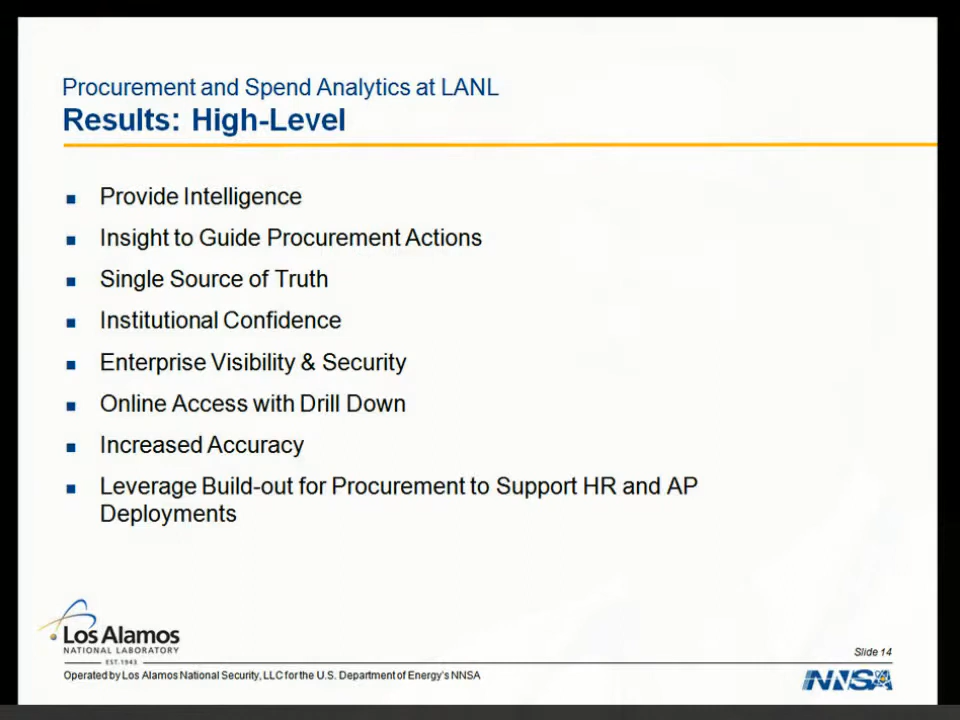 Procurement and Spend Analytics at LANL
Results: High-Level
Provide Intelligence
Insight to Guide Procurement Actions
Single Source of Truth
Institutional Confidence
Enterprise Visibility & Security
Online Access with Drill Down
Increased Accuracy
Leverage Build-out for Procurement to Support HR and AP
Deployments
Los Alamos
NATIONAL LABORATORY
EST. 1943
Operated by Los Alamos National Security, LLC for the U.S. Department of Energy's NNSA
Slide 14
NNSA